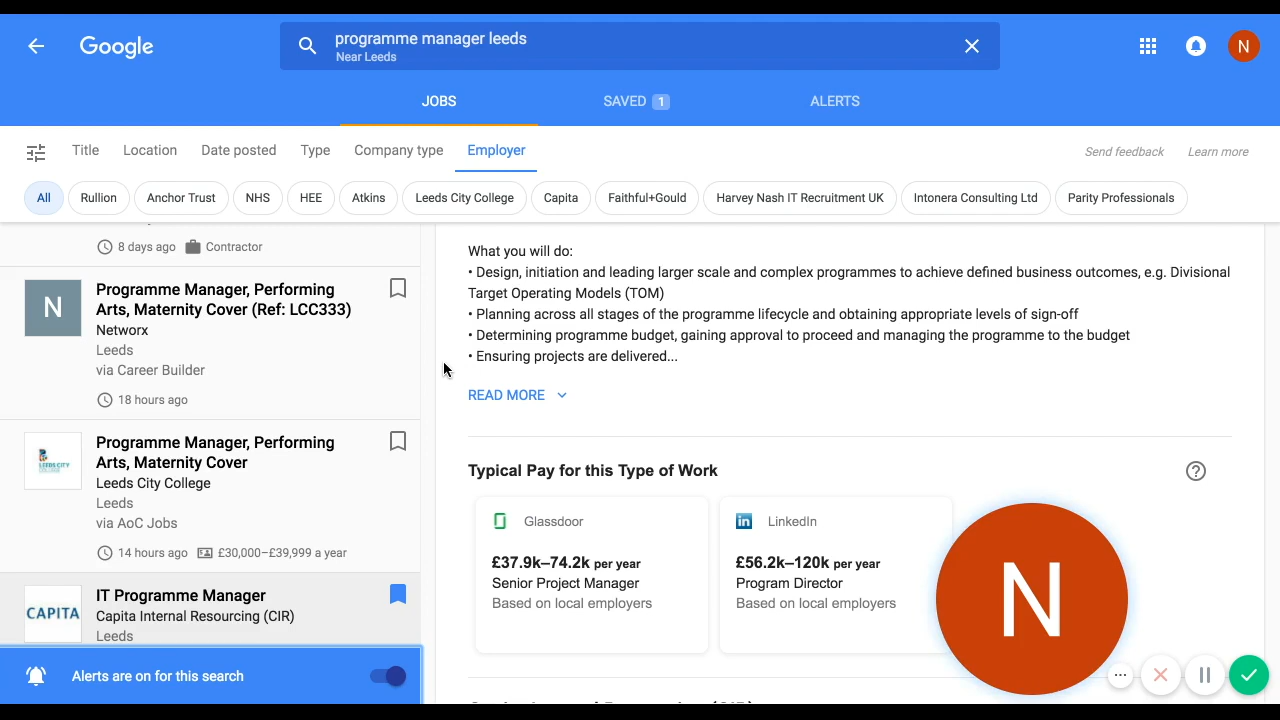 Google
programme manager leeds
Near Leeds
N
JOBS
SAVED 1
ALERTS
Title Location Date posted Type Company type Employer
Send feedback Learn more
All Rullion Anchor Trust NHS HEE Atkins Leeds City College Capita Faithful+Gould Harvey Nash IT Recruitment UK Intonera Consulting Ltd Parity Professionals
8 days ago Contractor
N
Programme Manager, Performing
Arts, Maternity Cover (Ref: LCC333)
Networx
Leeds
via Career Builder
18 hours ago
LEEDS CITY
COLLEGE
Programme Manager, Performing
Arts, Maternity Cover
Leeds City College
Leeds
via AoC Jobs
14 hours ago £30,000–£39,999 a year
CAPITA
IT Programme Manager
Capita Internal Resourcing (CIR)
Leeds
Alerts are on for this search
What you will do:
• Design, initiation and leading larger scale and complex programmes to achieve defined business outcomes, e.g. Divisional
Target Operating Models (TOM)
• Planning across all stages of the programme lifecycle and obtaining appropriate levels of sign-off
• Determining programme budget, gaining approval to proceed and managing the programme to the budget
• Ensuring projects are delivered...
READ MORE
Typical Pay for this Type of Work
Glassdoor
£37.9k–74.2k per year
Senior Project Manager
Based on local employers
in LinkedIn
£56.2k–120k per year
Program Director
Based on local employers
N